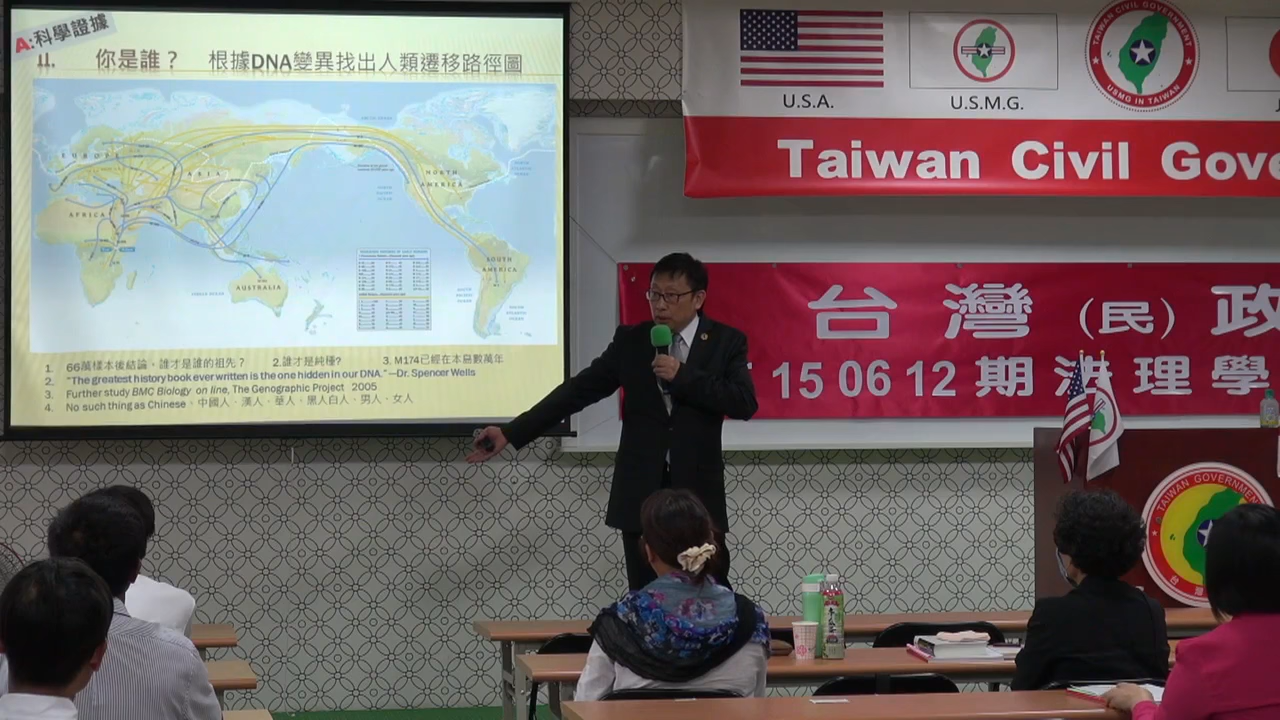 A:科學證據
II. 你是誰？ 根據DNA變異找出人類遷移路徑圖
EUROPE
ASIA
AFRICA
NORTH AMERICA
SOUTH AMERICA
AUSTRALIA
1. 66萬樣本後結論，誰才是誰的祖先？ 2.誰才是純種? 3. M174已經在本島數萬年
2. "The greatest history book ever written is the one hidden in our DNA." —Dr. Spencer Wells
3. Further study BMC Biology on line, The Genographic Project 2005
4. No such thing as Chinese、中國人、漢人、華人、黑人白人、男人、女人
U.S.A.
U.S.M.G.
TAIWAN CIVIL GOVERNMENT
USMG IN TAIWAN
J
Taiwan Civil Gove
台灣（民）政
15 06 12 期 法理學
TAIWAN GOVERNMENT
台灣